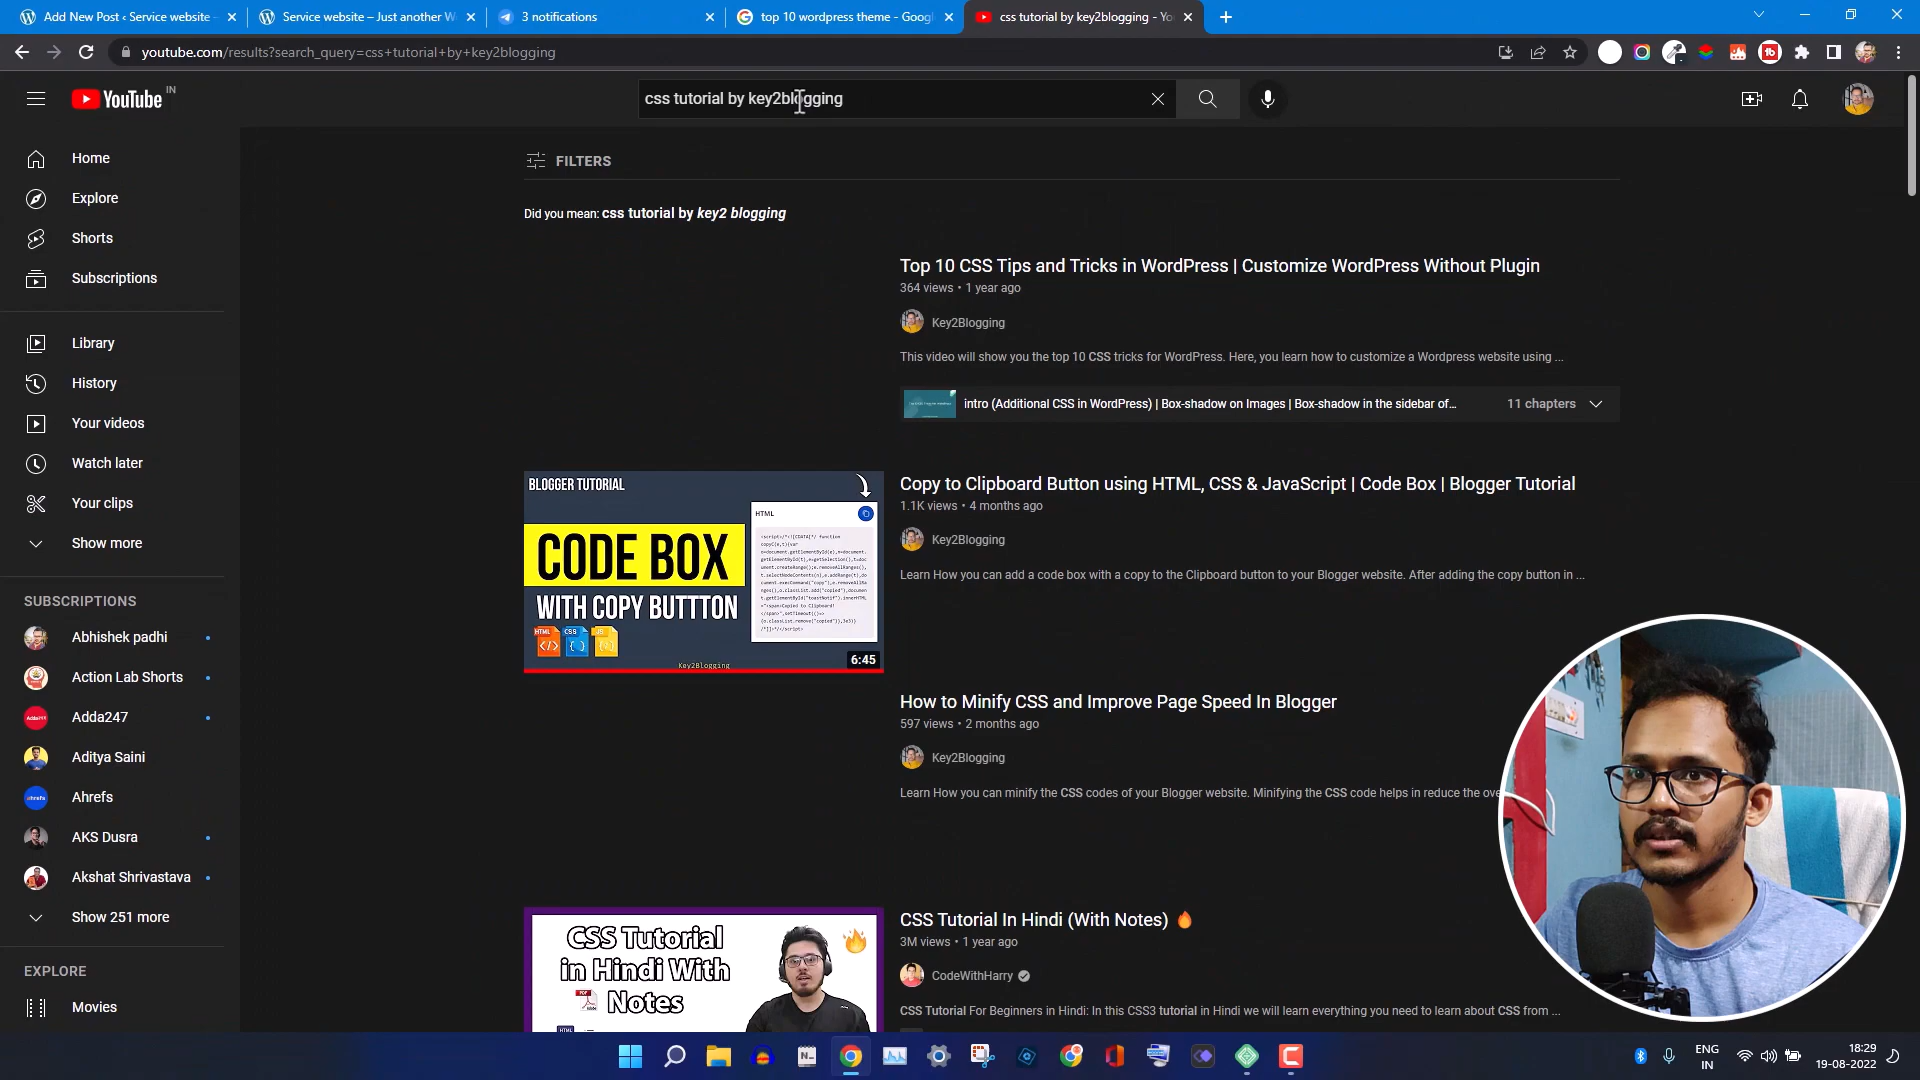 Add New Post ‹ Service website -
Service website – Just another W
3 notifications
top 10 wordpress theme - Google
css tutorial by key2blogging - Yo
youtube.com/results?search_query=css+tutorial+by+key2blogging
YouTube IN
css tutorial by key2blogging
Home
Explore
Shorts
Subscriptions
Library
History
Your videos
Watch later
Your clips
Show more
SUBSCRIPTIONS
Abhishek padhi
Action Lab Shorts
Adda247
Aditya Saini
Ahrefs
AKS Dusra
Akshat Shrivastava
Show 251 more
EXPLORE
Movies
FILTERS
Did you mean: css tutorial by key2 blogging
Top 10 CSS Tips and Tricks in WordPress | Customize WordPress Without Plugin
364 views • 1 year ago
Key2Blogging
This video will show you the top 10 CSS tricks for WordPress. Here, you learn how to customize a Wordpress website using ...
intro (Additional CSS in WordPress) | Box-shadow on Images | Box-shadow in the sidebar of…
11 chapters
BLOGGER TUTORIAL
CODE BOX
WITH COPY BUTTTON
HTML
HTML CSS JS
Key2Blogging
6:45
Copy to Clipboard Button using HTML, CSS & JavaScript | Code Box | Blogger Tutorial
1.1K views • 4 months ago
Key2Blogging
Learn How you can add a code box with a copy to the Clipboard button to your Blogger website. After adding the copy button in ...
How to Minify CSS and Improve Page Speed In Blogger
597 views • 2 months ago
Key2Blogging
Learn How you can minify the CSS codes of your Blogger website. Minifying the CSS code helps in reduce the ove
CSS Tutorial
in Hindi With
Notes
PDF
CSS Tutorial In Hindi (With Notes)
3M views • 1 year ago
CodeWithHarry
CSS Tutorial For Beginners in Hindi: In this CSS3 tutorial in Hindi we will learn everything you need to learn about CSS from ...
ENG
IN
18:29
19-08-2022